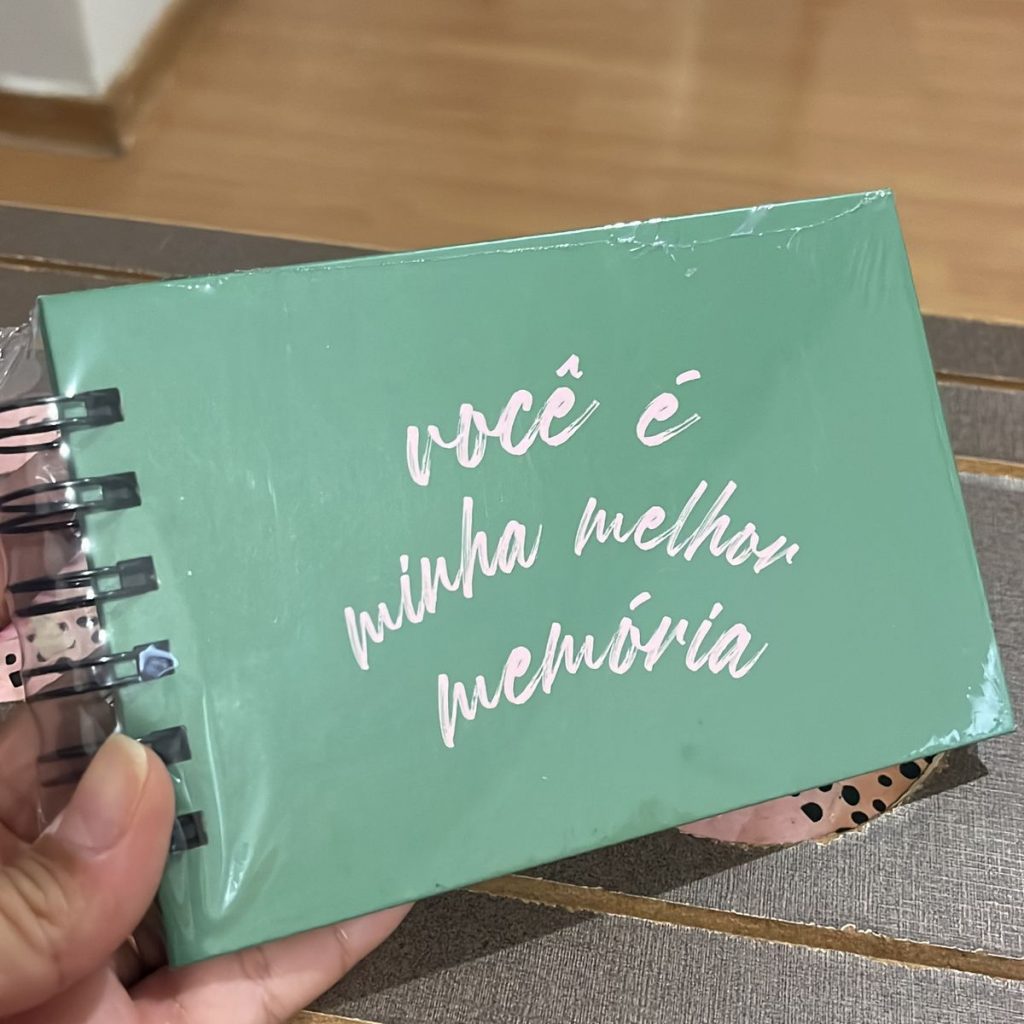 você é
minha melhor
memória